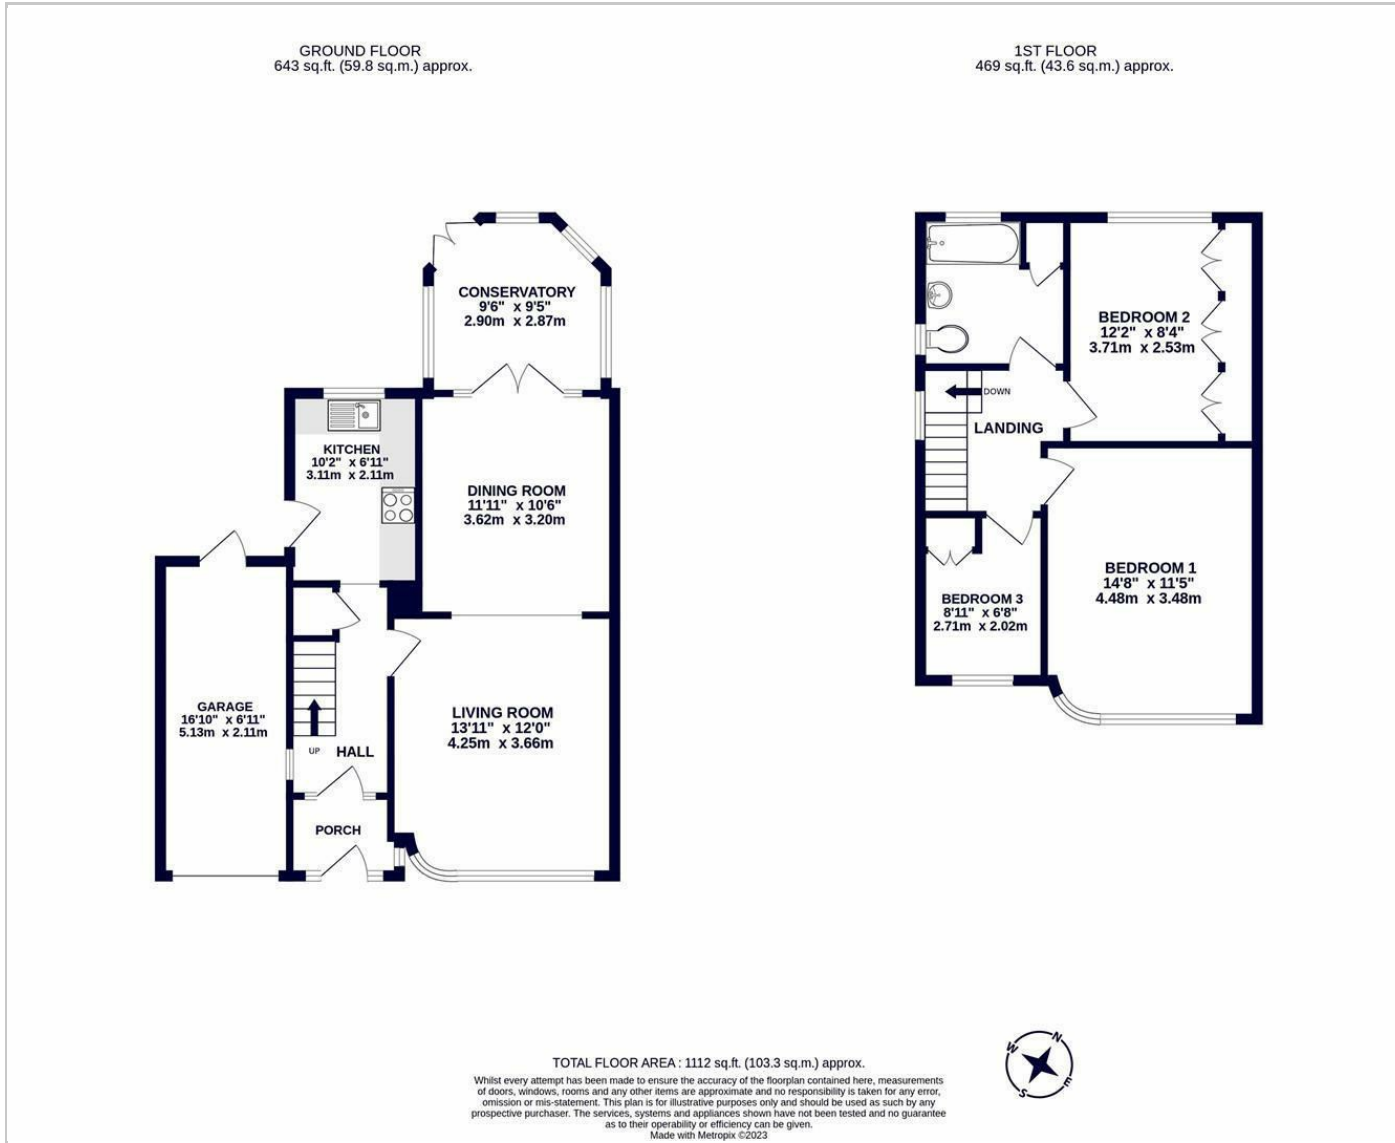 GROUND FLOOR
643 sq.ft. (59.8 sq.m.) approx.
1ST FLOOR
469 sq.ft. (43.6 sq.m.) approx.
CONSERVATORY
9'6" x 9'5"
2.90m x 2.87m
KITCHEN
10'2" x 6'11"
3.11m x 2.11m
DINING ROOM
11'11" x 10'6"
3.62m x 3.20m
GARAGE
16'10" x 6'11"
5.13m x 2.11m
UP
HALL
LIVING ROOM
13'11" x 12'0"
4.25m x 3.66m
PORCH
BEDROOM 2
12'2" x 8'4"
3.71m x 2.53m
DOWN
LANDING
BEDROOM 1
14'8" x 11'5"
4.48m x 3.48m
BEDROOM 3
8'11" x 6'8"
2.71m x 2.02m
N
W
E
S
TOTAL FLOOR AREA : 1112 sq.ft. (103.3 sq.m.) approx.
Whilst every attempt has been made to ensure the accuracy of the floorplan contained here, measurements
of doors, windows, rooms and any other items are approximate and no responsibility is taken for any error,
omission or mis-statement. This plan is for illustrative purposes only and should be used as such by any
prospective purchaser. The services, systems and appliances shown have not been tested and no guarantee
as to their operability or efficiency can be given.
Made with Metropix ©2023